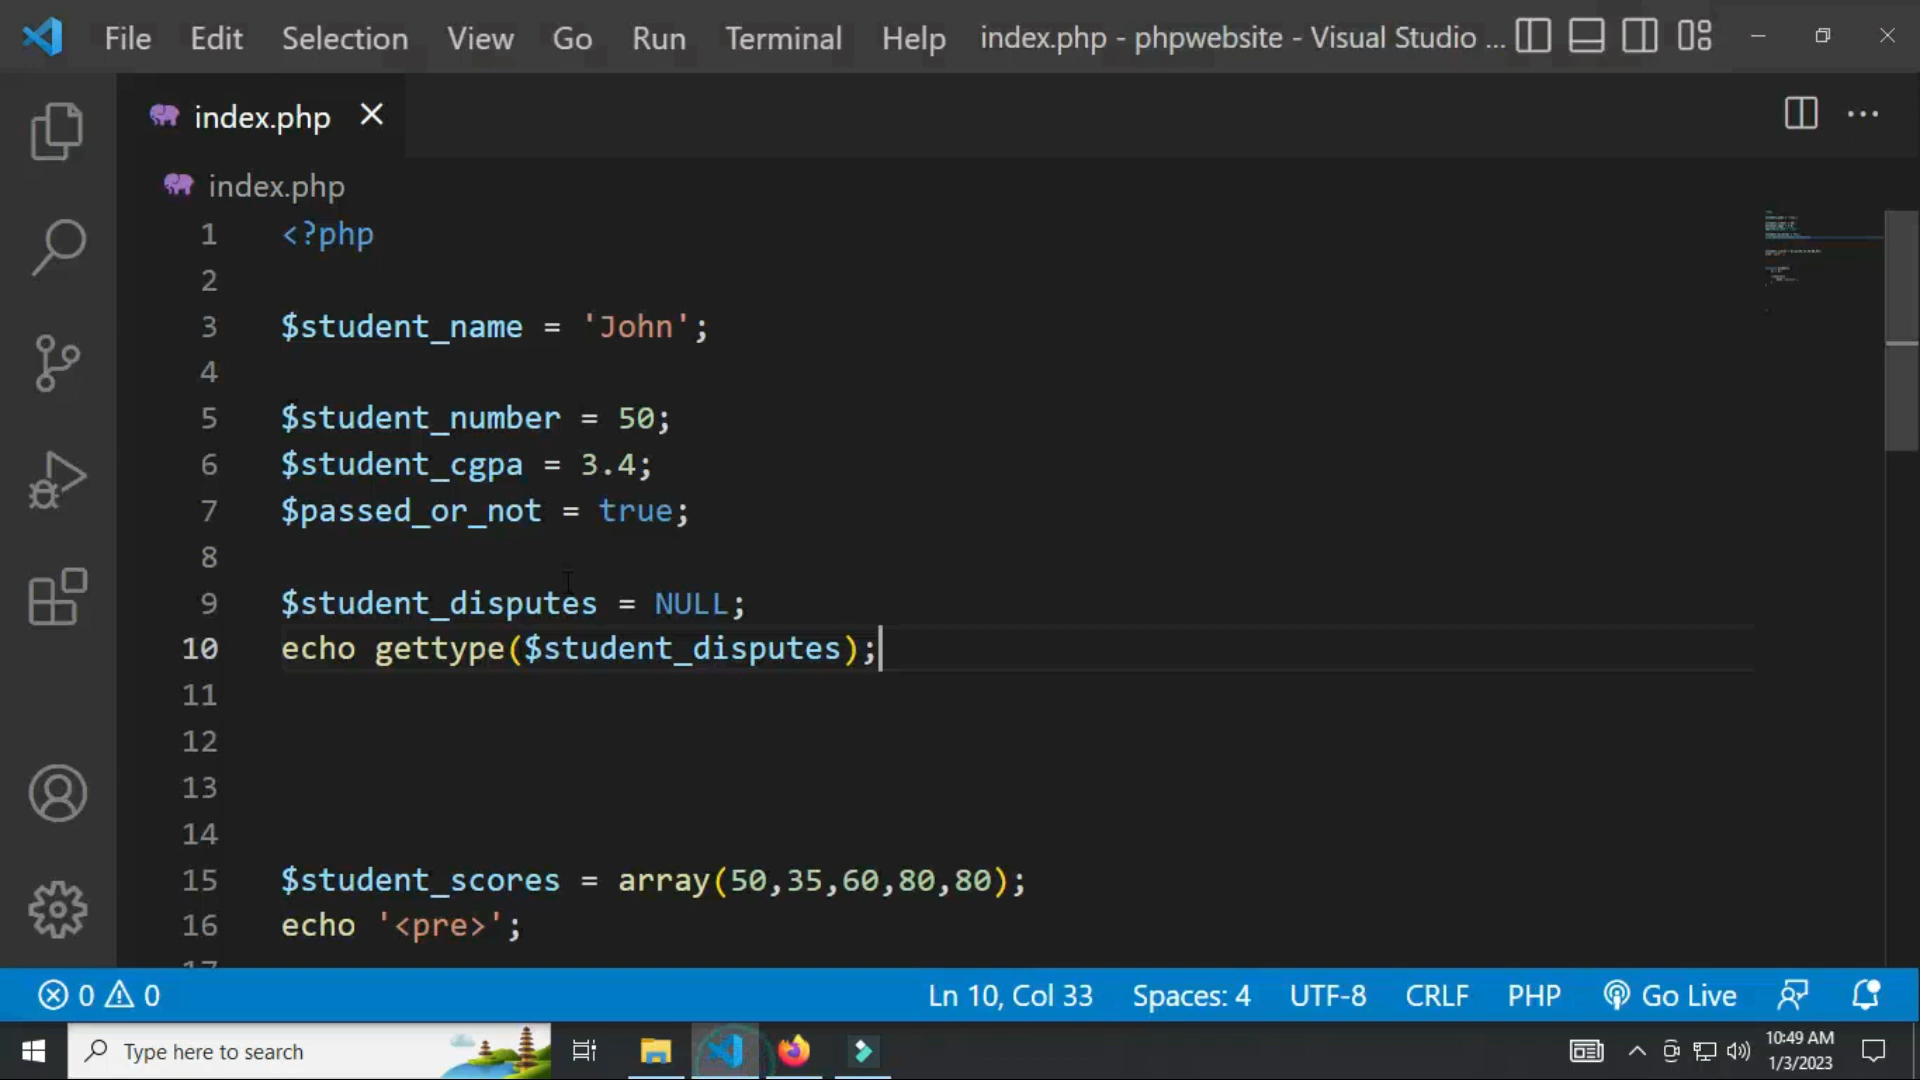 File Edit Selection View Go Run Terminal Help index.php - phpwebsite - Visual Studio ...
index.php
index.php
1 <?php
2
3 $student_name = 'John';
4
5 $student_number = 50;
6 $student_cgpa = 3.4;
7 $passed_or_not = true;
8
9 $student_disputes = NULL;
10 echo gettype($student_disputes);
11
12
13
14
15 $student_scores = array(50,35,60,80,80);
16 echo '<pre>';
17
0 0 Ln 10, Col 33 Spaces: 4 UTF-8 CRLF PHP Go Live
Type here to search
10:49 AM
1/3/2023